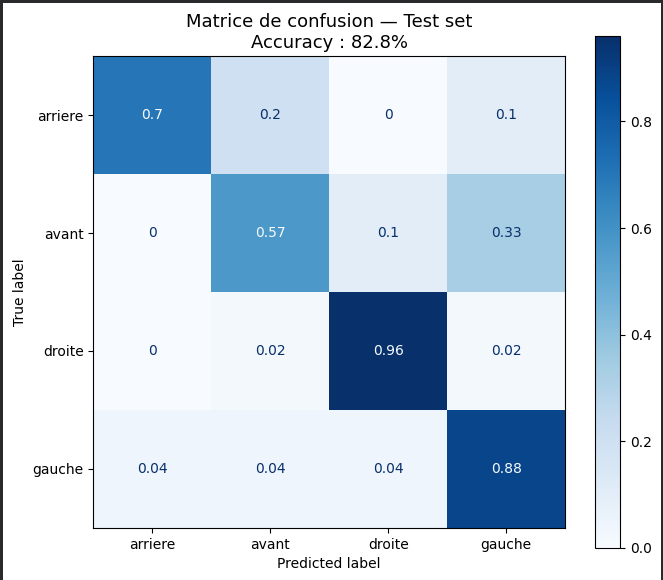 Matrice de confusion — Test set
Accuracy : 82.8%
True label
arriere 0.7 0.2 0 0.1
avant 0 0.57 0.1 0.33
droite 0 0.02 0.96 0.02
gauche 0.04 0.04 0.04 0.88
arriere avant droite gauche
Predicted label
0.8
0.6
0.4
0.2
0.0